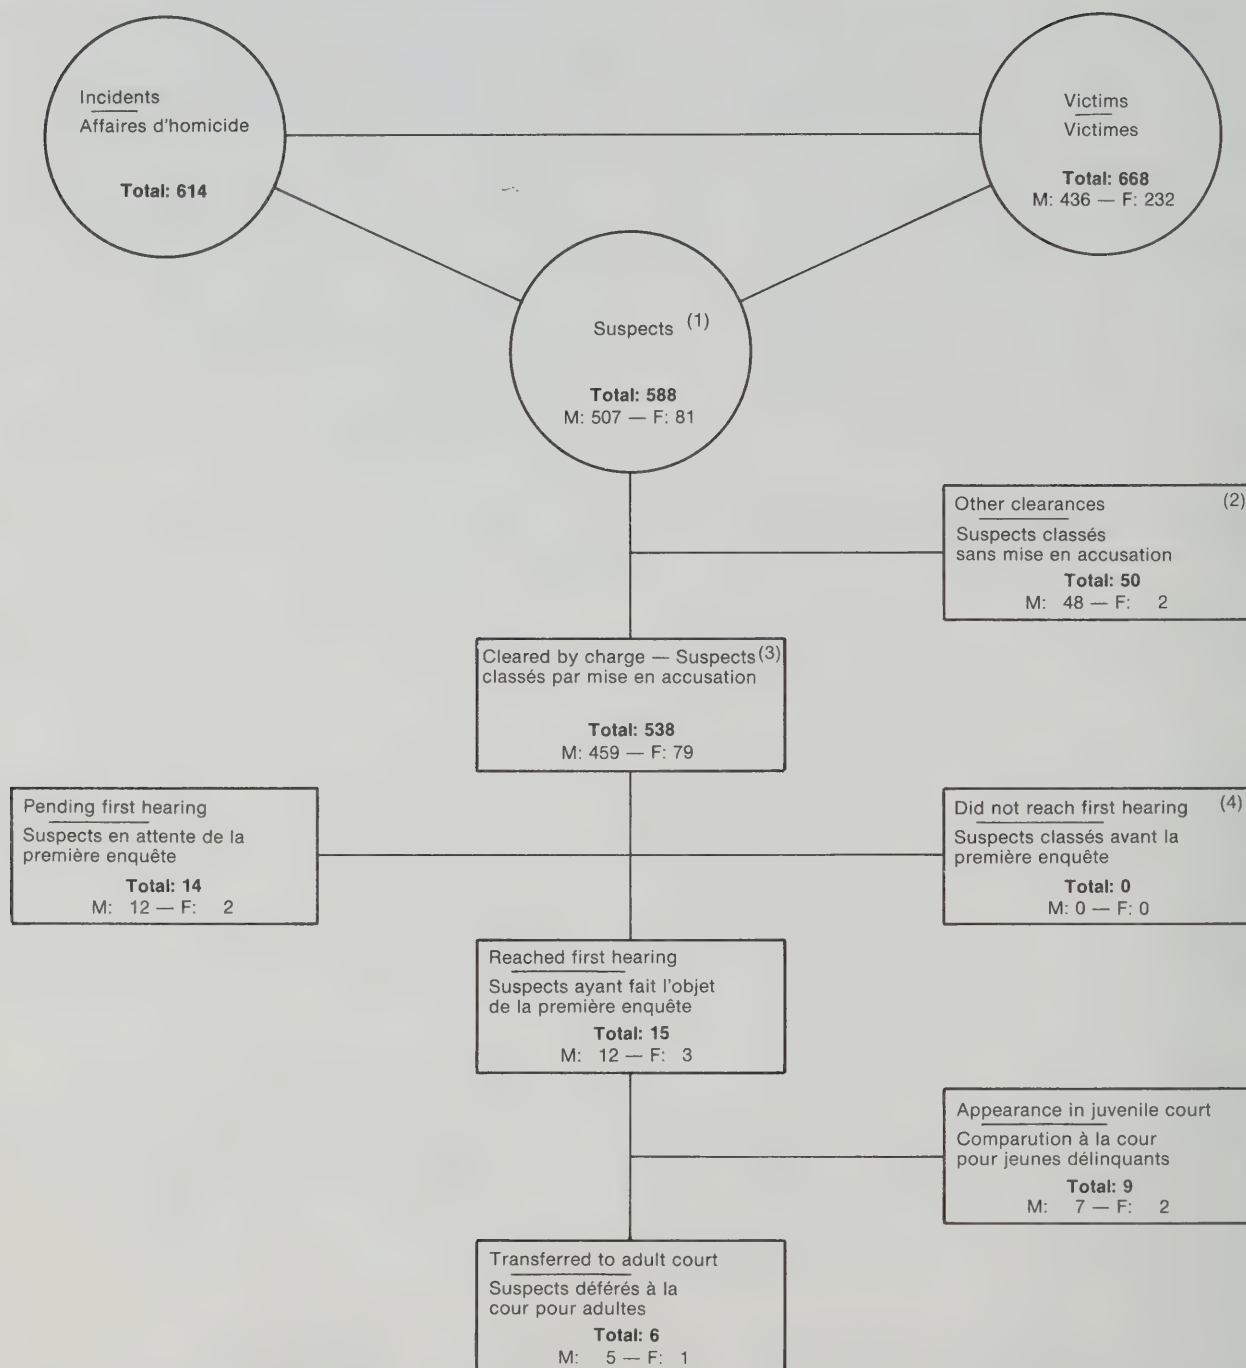 Incidents
Affaires d'homicide
Total: 614
Victims
Victimes
Total: 668
M: 436 — F: 232
Suspects (1)
Total: 588
M: 507 — F: 81
Other clearances (2)
Suspects classés
sans mise en accusation
Total: 50
M: 48 — F: 2
Cleared by charge — Suspects (3)
classés par mise en accusation
Total: 538
M: 459 — F: 79
Pending first hearing
Suspects en attente de la
première enquête
Total: 14
M: 12 — F: 2
Did not reach first hearing (4)
Suspects classés avant la
première enquête
Total: 0
M: 0 — F: 0
Reached first hearing
Suspects ayant fait l'objet
de la première enquête
Total: 15
M: 12 — F: 3
Appearance in juvenile court
Comparution à la cour
pour jeunes délinquants
Total: 9
M: 7 — F: 2
Transferred to adult court
Suspects déférés à la
cour pour adultes
Total: 6
M: 5 — F: 1